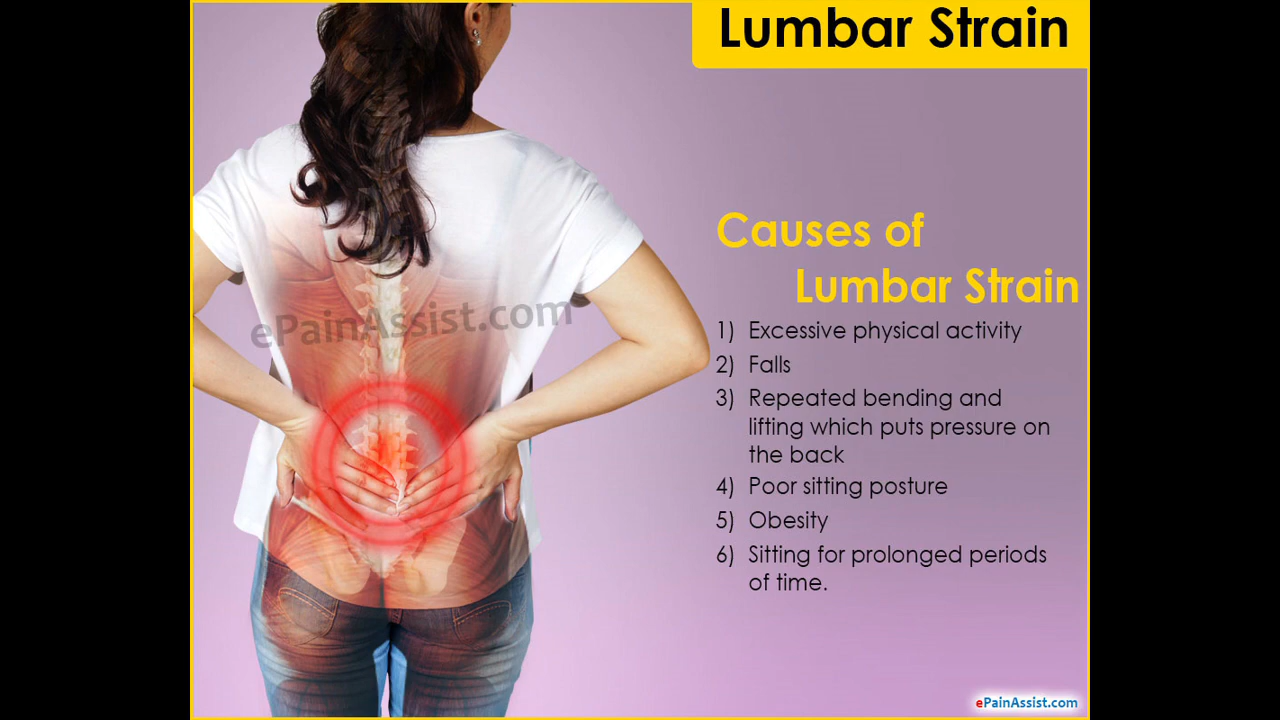 Lumbar Strain
Causes of
Lumbar Strain
1) Excessive physical activity
2) Falls
3) Repeated bending and
lifting which puts pressure on
the back
4) Poor sitting posture
5) Obesity
6) Sitting for prolonged periods
of time.
ePainAssist.com
ePainAssist.com